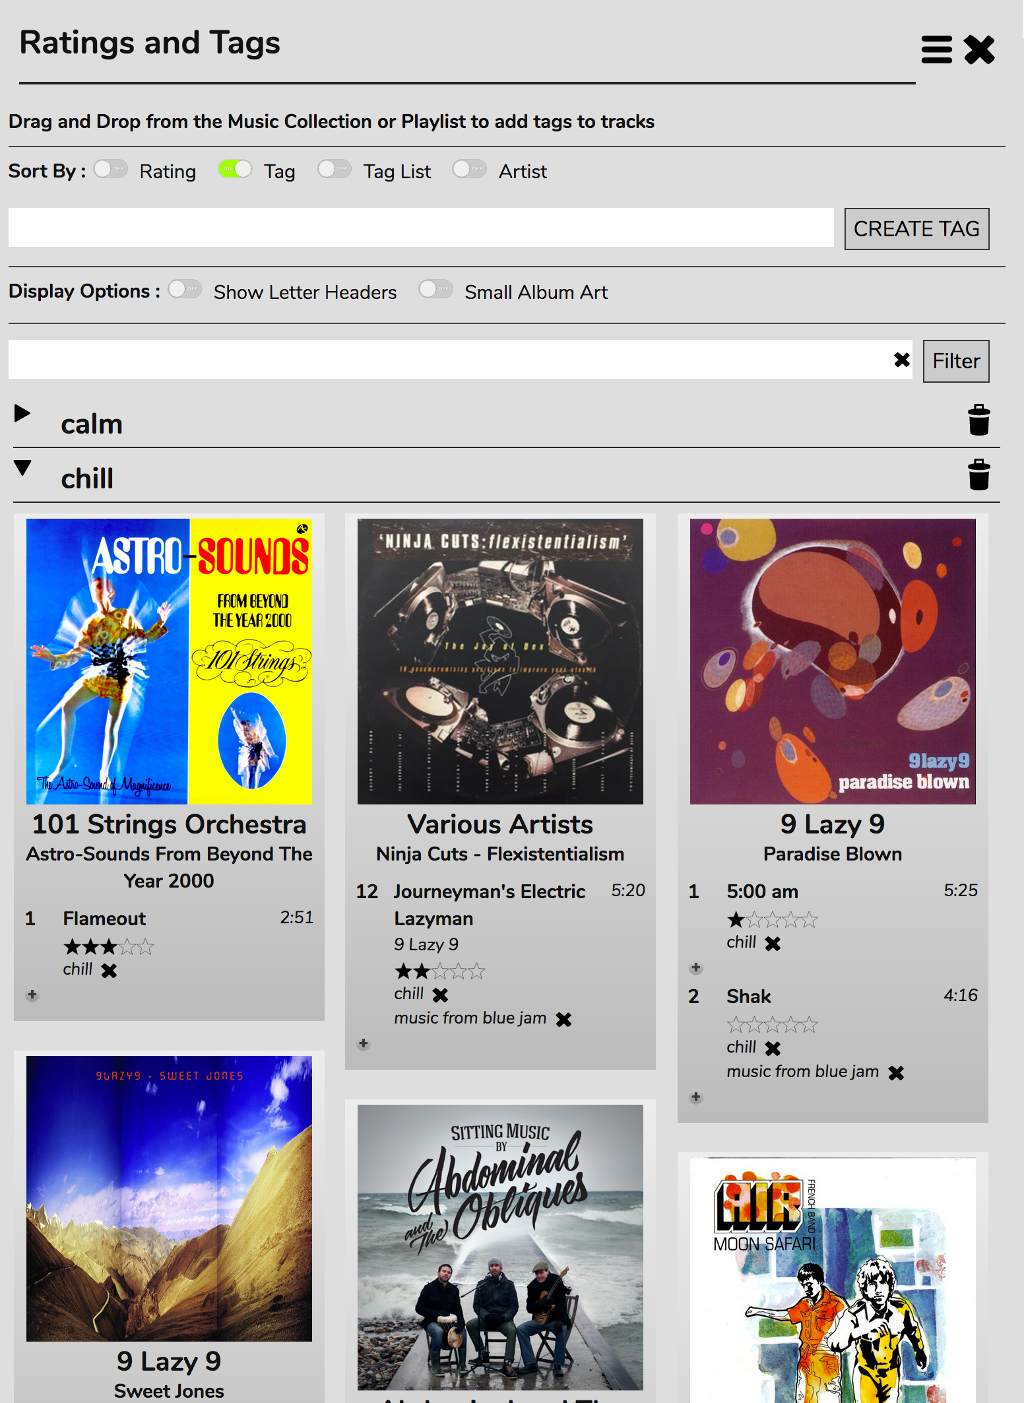 Ratings and Tags
Drag and Drop from the Music Collection or Playlist to add tags to tracks
Sort By : Rating Tag Tag List Artist
CREATE TAG
Display Options : Show Letter Headers Small Album Art
Filter
calm
chill
ASTRO-SOUNDS
FROM BEYOND
THE YEAR 2000
101 Strings
The Astro-Sound of Magnificence
101 Strings Orchestra
Astro-Sounds From Beyond The
Year 2000
1 Flameout 2:51
chill
'NINJA CUTS:flexistentialism'
The Joy of Dex
Various Artists
Ninja Cuts - Flexistentialism
12 Journeyman's Electric 5:20
Lazyman
9 Lazy 9
chill
music from blue jam
9lazy9
paradise blown
9 Lazy 9
Paradise Blown
1 5:00 am 5:25
chill
2 Shak 4:16
chill
music from blue jam
9LAZY9 - SWEET JONES
9 Lazy 9
Sweet Jones
SITTING MUSIC
BY
Abdominal
and The Obliques
AIR
FRENCH BAND
MOON SAFARI